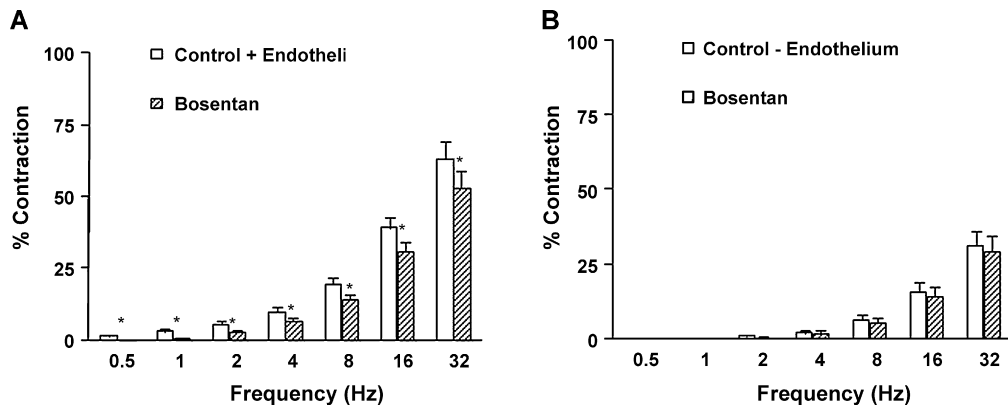 A
100
75
50
25
0
% Contraction
Control + Endotheli
Bosentan
* * * * * * *
0.5 1 2 4 8 16 32
Frequency (Hz)
B
100
75
50
25
0
% Contraction
Control - Endothelium
Bosentan
0.5 1 2 4 8 16 32
Frequency (Hz)